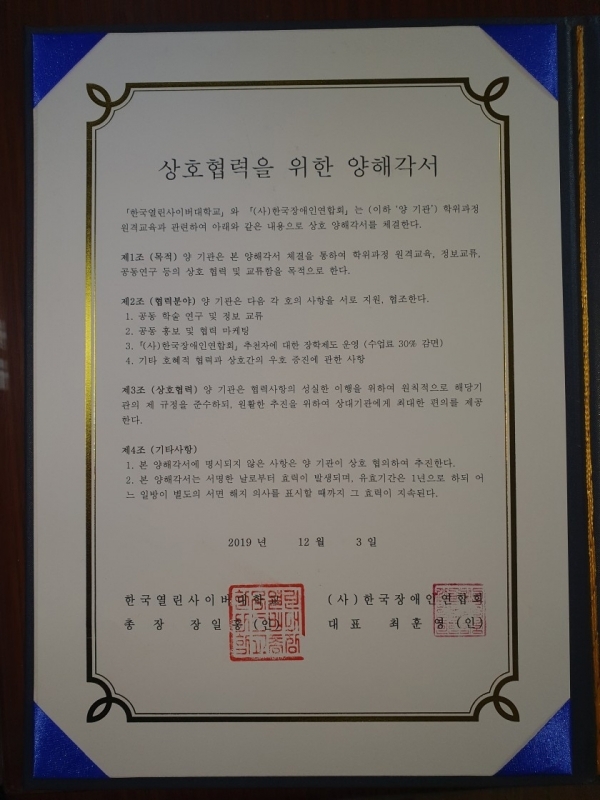 상호협력을 위한 양해각서
「한국열린사이버대학교」와 「(사)한국장애인연합회」는 (이하 "양 기관") 학위과정
원격교육과 관련하여 아래와 같은 내용으로 상호 양해각서를 체결한다.
제1조 (목적) 양 기관은 본 양해각서 체결을 통하여 학위과정 원격교육, 정보교류,
공동연구 등의 상호 협력 및 교류함을 목적으로 한다.
제2조 (협력분야) 양 기관은 다음 각 호의 사항을 서로 지원, 협조한다.
1. 공동 학술 연구 및 정보 교류
2. 공동 홍보 및 협력 마케팅
3. 「(사)한국장애인연합회」 추천자에 대한 장학제도 운영 (수업료 30% 감면)
4. 기타 호혜적 협력과 상호간의 우호 증진에 관한 사항
제3조 (상호협력) 양 기관은 협력사항의 성실한 이행을 위하여 원칙적으로 해당기
관의 제 규정을 준수하되, 원활한 추진을 위하여 상대기관에게 최대한 편의를 제공
한다.
제4조 (기타사항)
1. 본 양해각서에 명시되지 않은 사항은 양 기관이 상호 협의하여 추진한다.
2. 본 양해각서는 서명한 날로부터 효력이 발생되며, 유효기간은 1년으로 하되 어
느 일방이 별도의 서면 해지 의사를 표시할 때까지 그 효력이 지속된다.
2019 년 12 월 3 일
한국열린사이버대학교 (사)한국장애인연합회
총 장 장 일 홍 (인) 대 표 최 훈 영 (인)